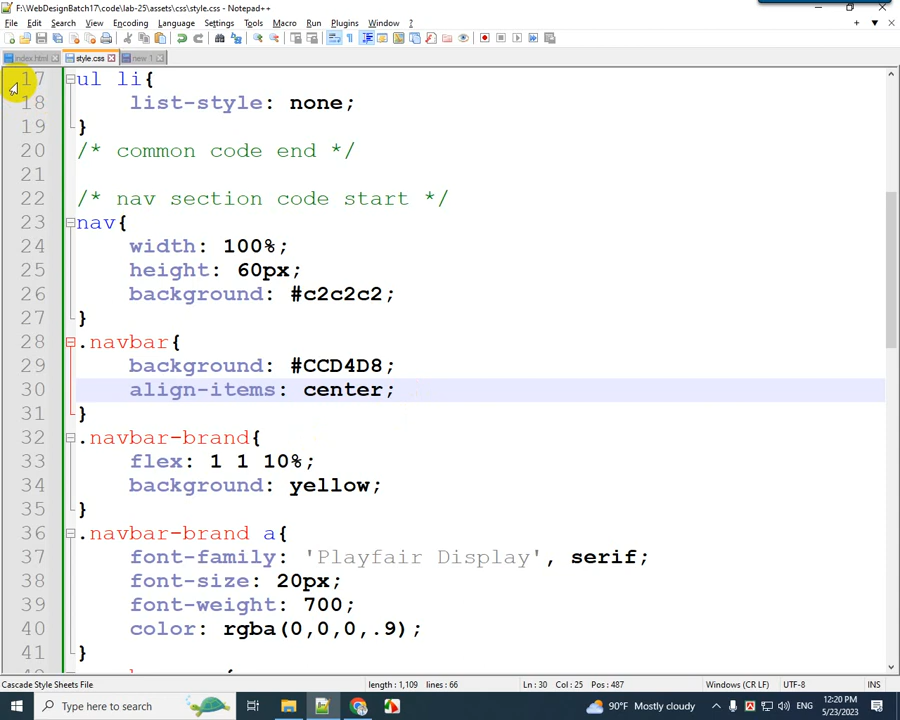 F:\WebDesignBatch17\code\lab-25\assets\css\style.css - Notepad++
File Edit Search View Encoding Language Settings Tools Macro Run Plugins Window ?
index.html style.css new 1
17 ul li{
18 list-style: none;
19 }
20 /* common code end */
21
22 /* nav section code start */
23 nav{
24 width: 100%;
25 height: 60px;
26 background: #c2c2c2;
27 }
28 .navbar{
29 background: #CCD4D8;
30 align-items: center;
31 }
32 .navbar-brand{
33 flex: 1 1 10%;
34 background: yellow;
35 }
36 .navbar-brand a{
37 font-family: 'Playfair Display', serif;
38 font-size: 20px;
39 font-weight: 700;
40 color: rgba(0,0,0,.9);
41 }
Cascade Style Sheets File length : 1,109 lines : 66 Ln : 30 Col : 25 Pos : 487 Windows (CR LF) UTF-8 INS
Type here to search 90°F Mostly cloudy 12:20 PM
5/23/2023